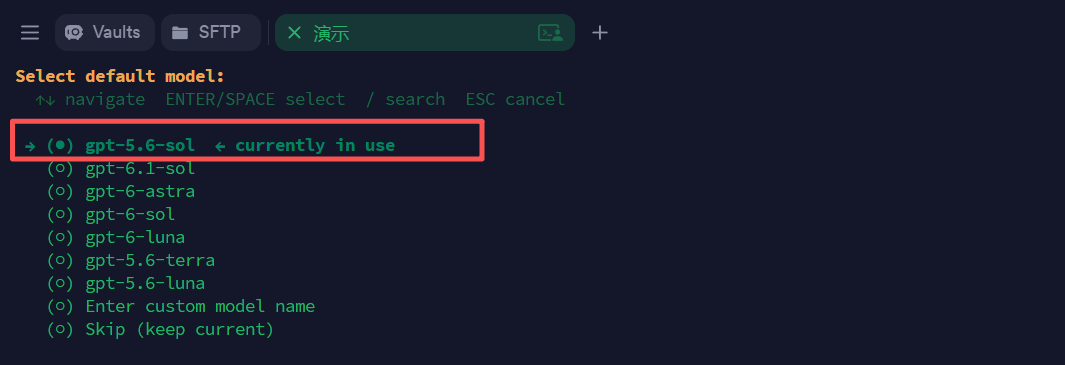 Vaults SFTP 演示
Select default model:
↑↓ navigate ENTER/SPACE select / search ESC cancel
→ (●) gpt-5.6-sol ← currently in use
(○) gpt-6.1-sol
(○) gpt-6-astra
(○) gpt-6-sol
(○) gpt-6-luna
(○) gpt-5.6-terra
(○) gpt-5.6-luna
(○) Enter custom model name
(○) Skip (keep current)